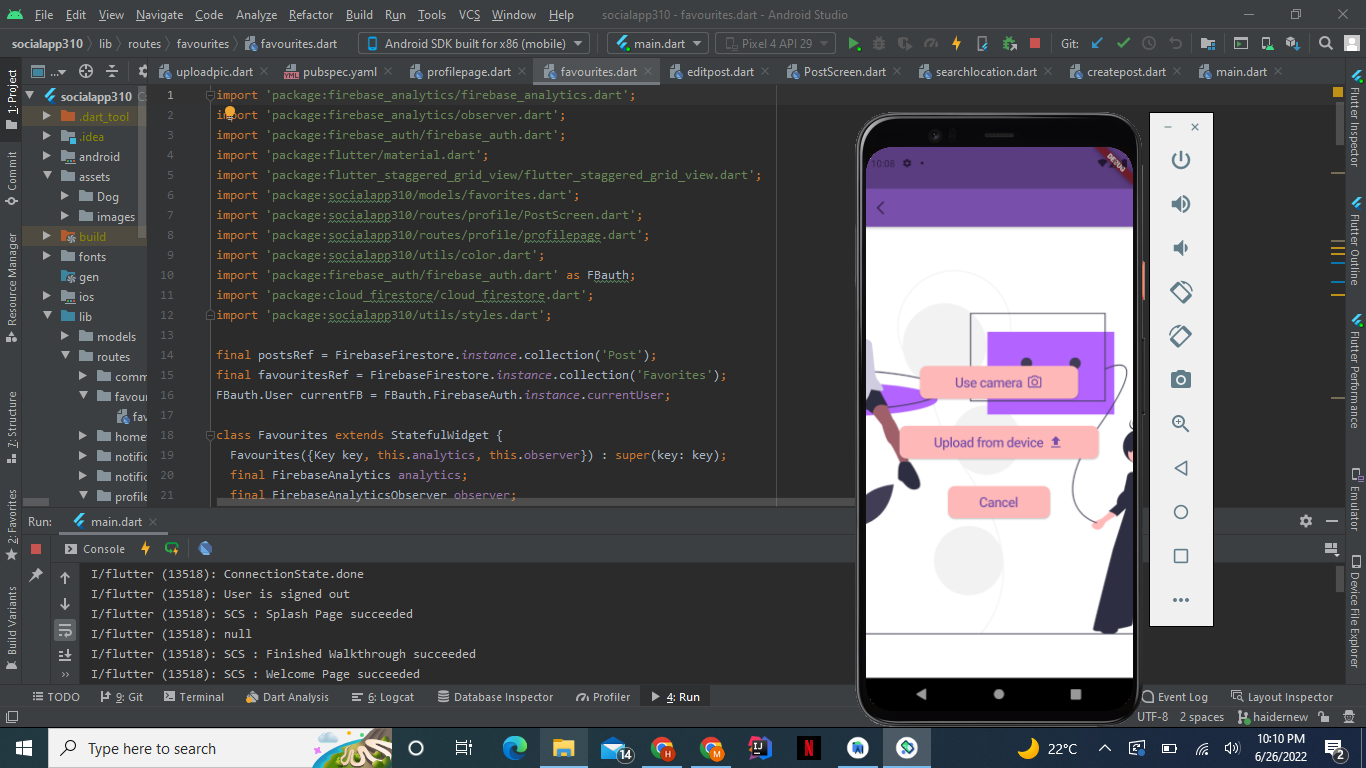 File Edit View Navigate Code Analyze Refactor Build Run Tools VCS Window Help socialapp310 - favourites.dart - Android Studio
socialapp310 lib routes favourites favourites.dart Android SDK built for x86 (mobile) main.dart Pixel 4 API 29 Git:
... uploadpic.dart pubspec.yaml profilepage.dart favourites.dart editpost.dart PostScreen.dart searchlocation.dart createpost.dart main.dart
1: Project
Commit
Resource Manager
7: Structure
2: Favorites
Build Variants
socialapp310
.dart_tool
.idea
android
assets
Dog
images
build
fonts
gen
ios
lib
models
routes
comm
favour
fav
homef
notific
notific
profile
1 import 'package:firebase_analytics/firebase_analytics.dart';
2 import 'package:firebase_analytics/observer.dart';
3 import 'package:firebase_auth/firebase_auth.dart';
4 import 'package:flutter/material.dart';
5 import 'package:flutter_staggered_grid_view/flutter_staggered_grid_view.dart';
6 import 'package:socialapp310/models/favorites.dart';
7 import 'package:socialapp310/routes/profile/PostScreen.dart';
8 import 'package:socialapp310/routes/profile/profilepage.dart';
9 import 'package:socialapp310/utils/color.dart';
10 import 'package:firebase_auth/firebase_auth.dart' as FBauth;
11 import 'package:cloud_firestore/cloud_firestore.dart';
12 import 'package:socialapp310/utils/styles.dart';
13
14 final postsRef = FirebaseFirestore.instance.collection('Post');
15 final favouritesRef = FirebaseFirestore.instance.collection('Favorites');
16 FBauth.User currentFB = FBauth.FirebaseAuth.instance.currentUser;
17
18 class Favourites extends StatefulWidget {
19 Favourites({Key key, this.analytics, this.observer}) : super(key: key);
20 final FirebaseAnalytics analytics;
21 final FirebaseAnalyticsObserver observer;
10:08
DEBUG
Use camera
Upload from device
Cancel
Flutter Inspector
Flutter Outline
Flutter Performance
Emulator
Device File Explorer
Run: main.dart
Console
I/flutter (13518): ConnectionState.done
I/flutter (13518): User is signed out
I/flutter (13518): SCS : Splash Page succeeded
I/flutter (13518): null
I/flutter (13518): SCS : Finished Walkthrough succeeded
I/flutter (13518): SCS : Welcome Page succeeded
TODO 9: Git Terminal Dart Analysis 6: Logcat Database Inspector Profiler 4: Run Event Log Layout Inspector
UTF-8 2 spaces haidernew
Type here to search 14 H M IJ N 22°C 10:10 PM
6/26/2022 2